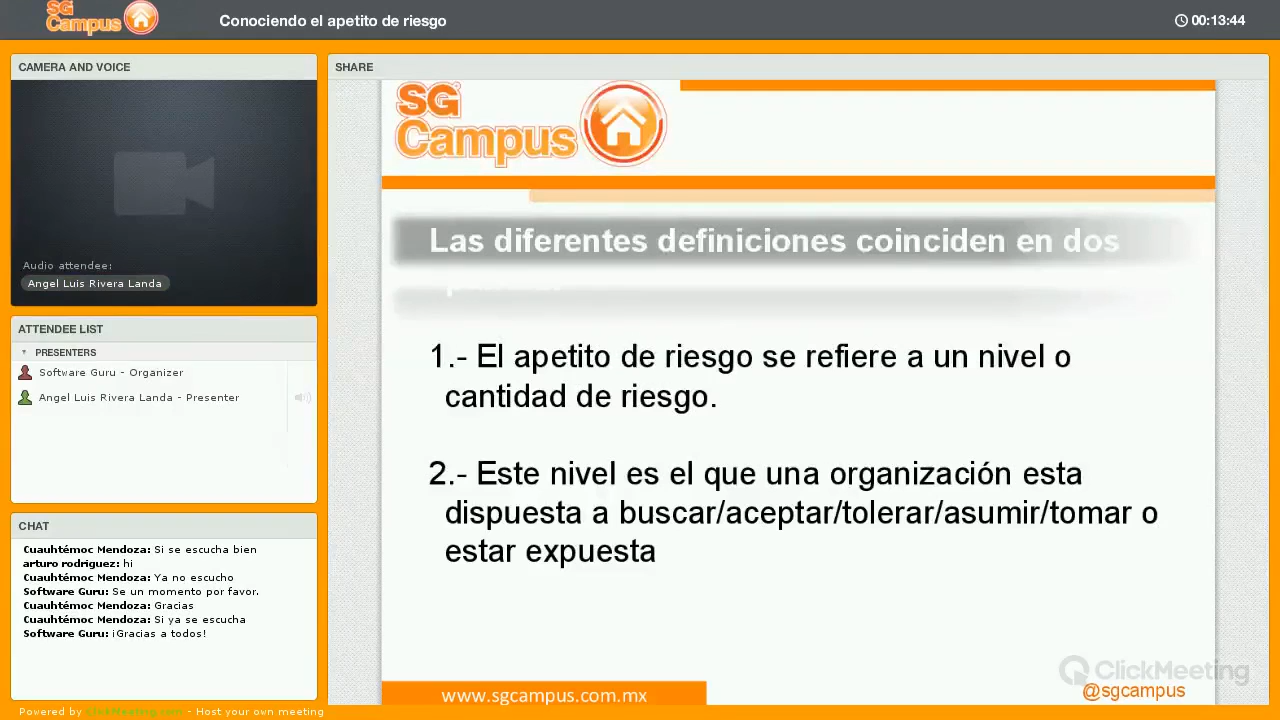 SG
Campus
Conociendo el apetito de riesgo
00:13:44
CAMERA AND VOICE
Audio attendee:
Angel Luis Rivera Landa
ATTENDEE LIST
PRESENTERS
Software Guru - Organizer
Angel Luis Rivera Landa - Presenter
CHAT
Cuauhtémoc Mendoza: Si se escucha bien
arturo rodriguez: hi
Cuauhtémoc Mendoza: Ya no escucho
Software Guru: Se un momento por favor.
Cuauhtémoc Mendoza: Gracias
Cuauhtémoc Mendoza: Si ya se escucha
Software Guru: ¡Gracias a todos!
Powered by ClickMeeting.com - Host your own meeting
SHARE
SG
Campus
Las diferentes definiciones coinciden en dos
1.- El apetito de riesgo se refiere a un nivel o
cantidad de riesgo.
2.- Este nivel es el que una organización esta
dispuesta a buscar/aceptar/tolerar/asumir/tomar o
estar expuesta
www.sgcampus.com.mx
ClickMeeting
@sgcampus